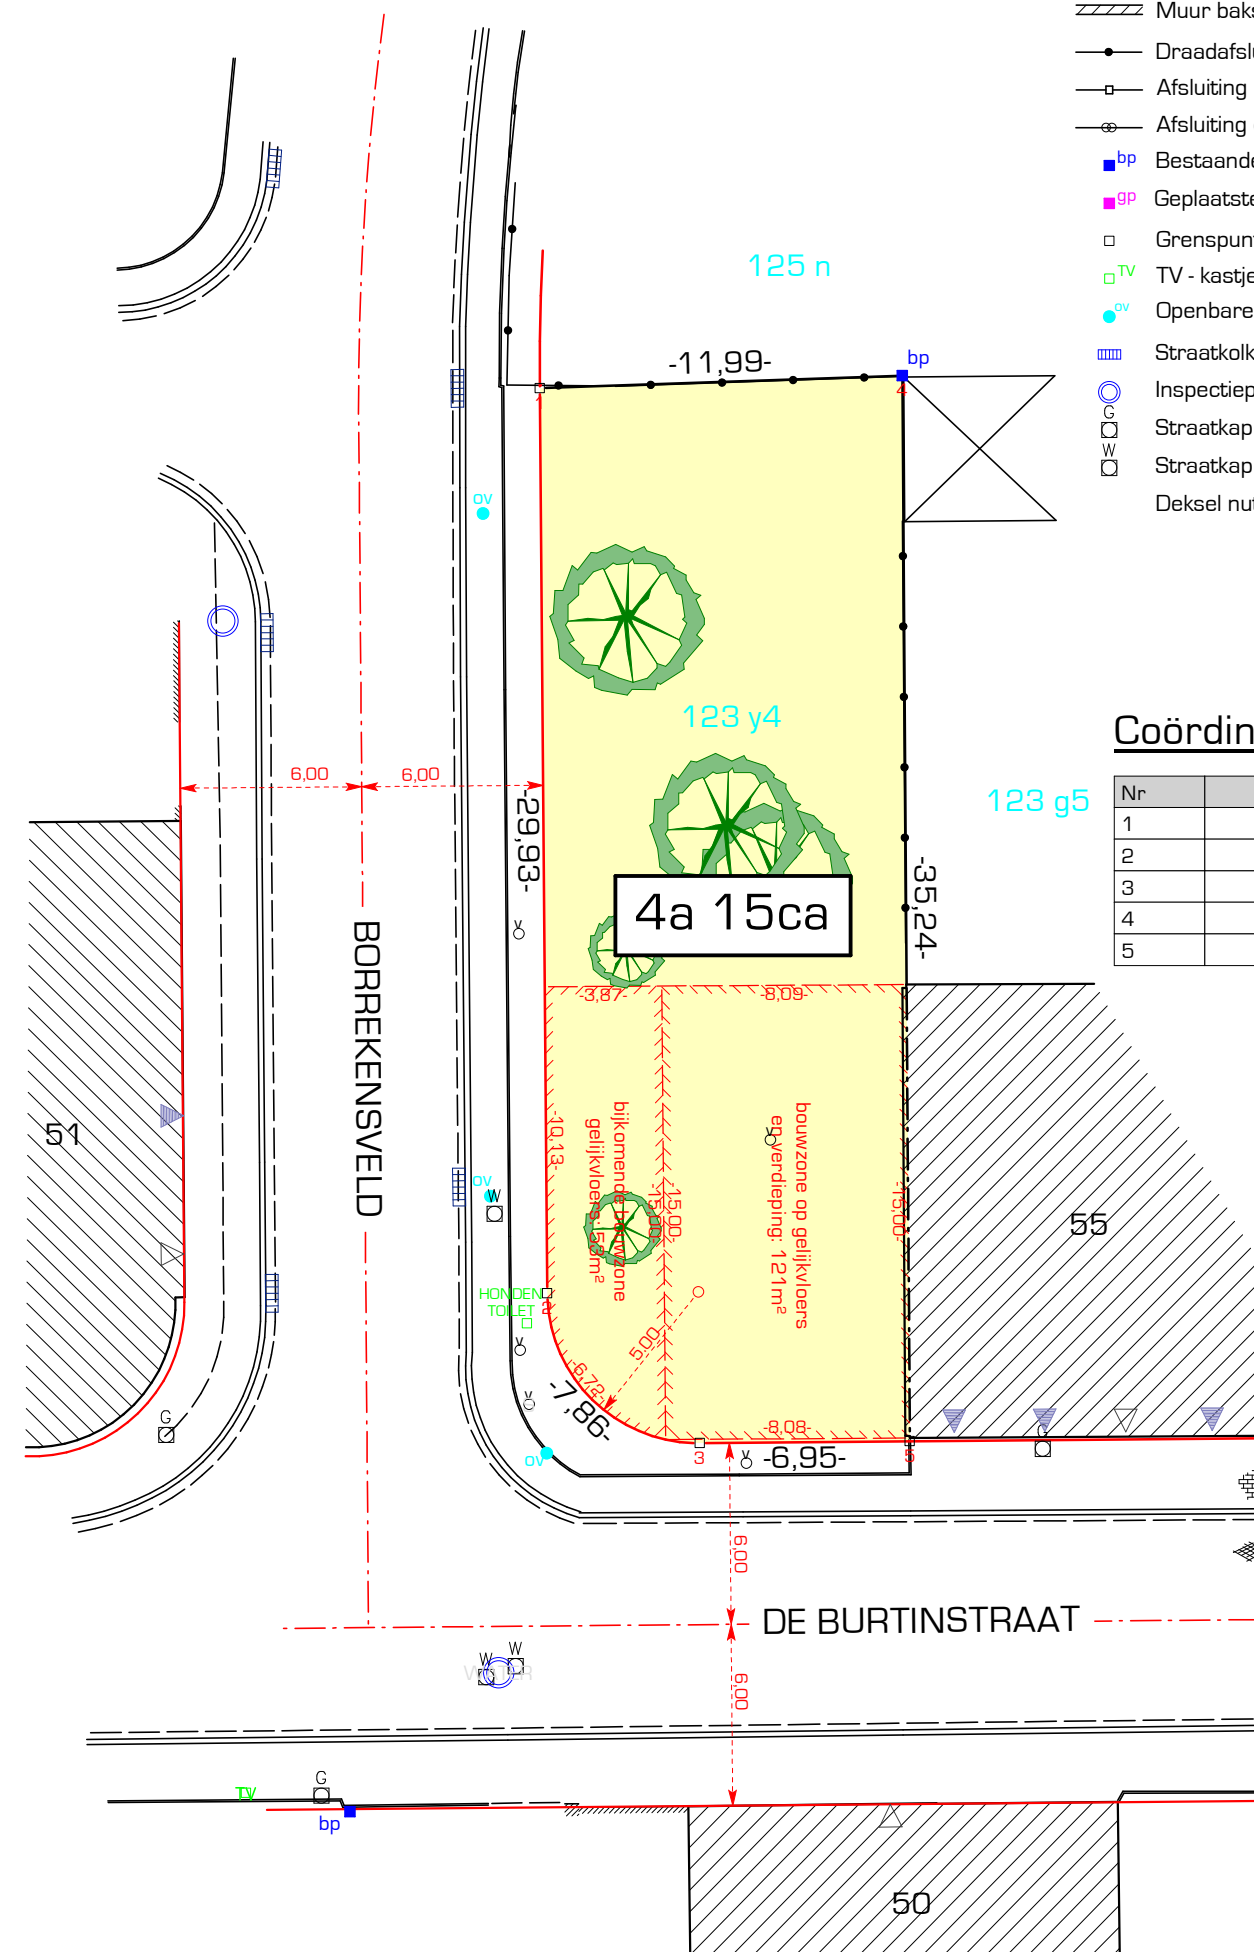 Muur baks
Draadafslu
Afsluiting
Afsluiting
bp Bestaande
gp Geplaatste
Grenspunt
TV TV - kastje
ov Openbare
Straatkolk
Inspectiep
G Straatkap
W Straatkap
Deksel nut
125 n
-11,99-
bp
1
4
ov
123 y4
123 g5
6,00
6,00
-29,93-
-35,24-
4a 15ca
Coördin
Nr
1
2
3
4
5
BORREKENSVELD
-3,87-
-8,09-
-10,13-
bijkomende bouwzone
gelijkvloers: 53m²
-15,00-
-15,00-
bouwzone op gelijkvloers
en verdieping: 121m²
-15,00-
V
V
51
55
ov
W
HONDEN
TOILET
2
V
V
5,00
-6,72-
-7,86-
-8,08-
-6,95-
3
5
V
G
G
ov
6,00
DE BURTINSTRAAT
6,00
W
W
WATER
TV
G
bp
50